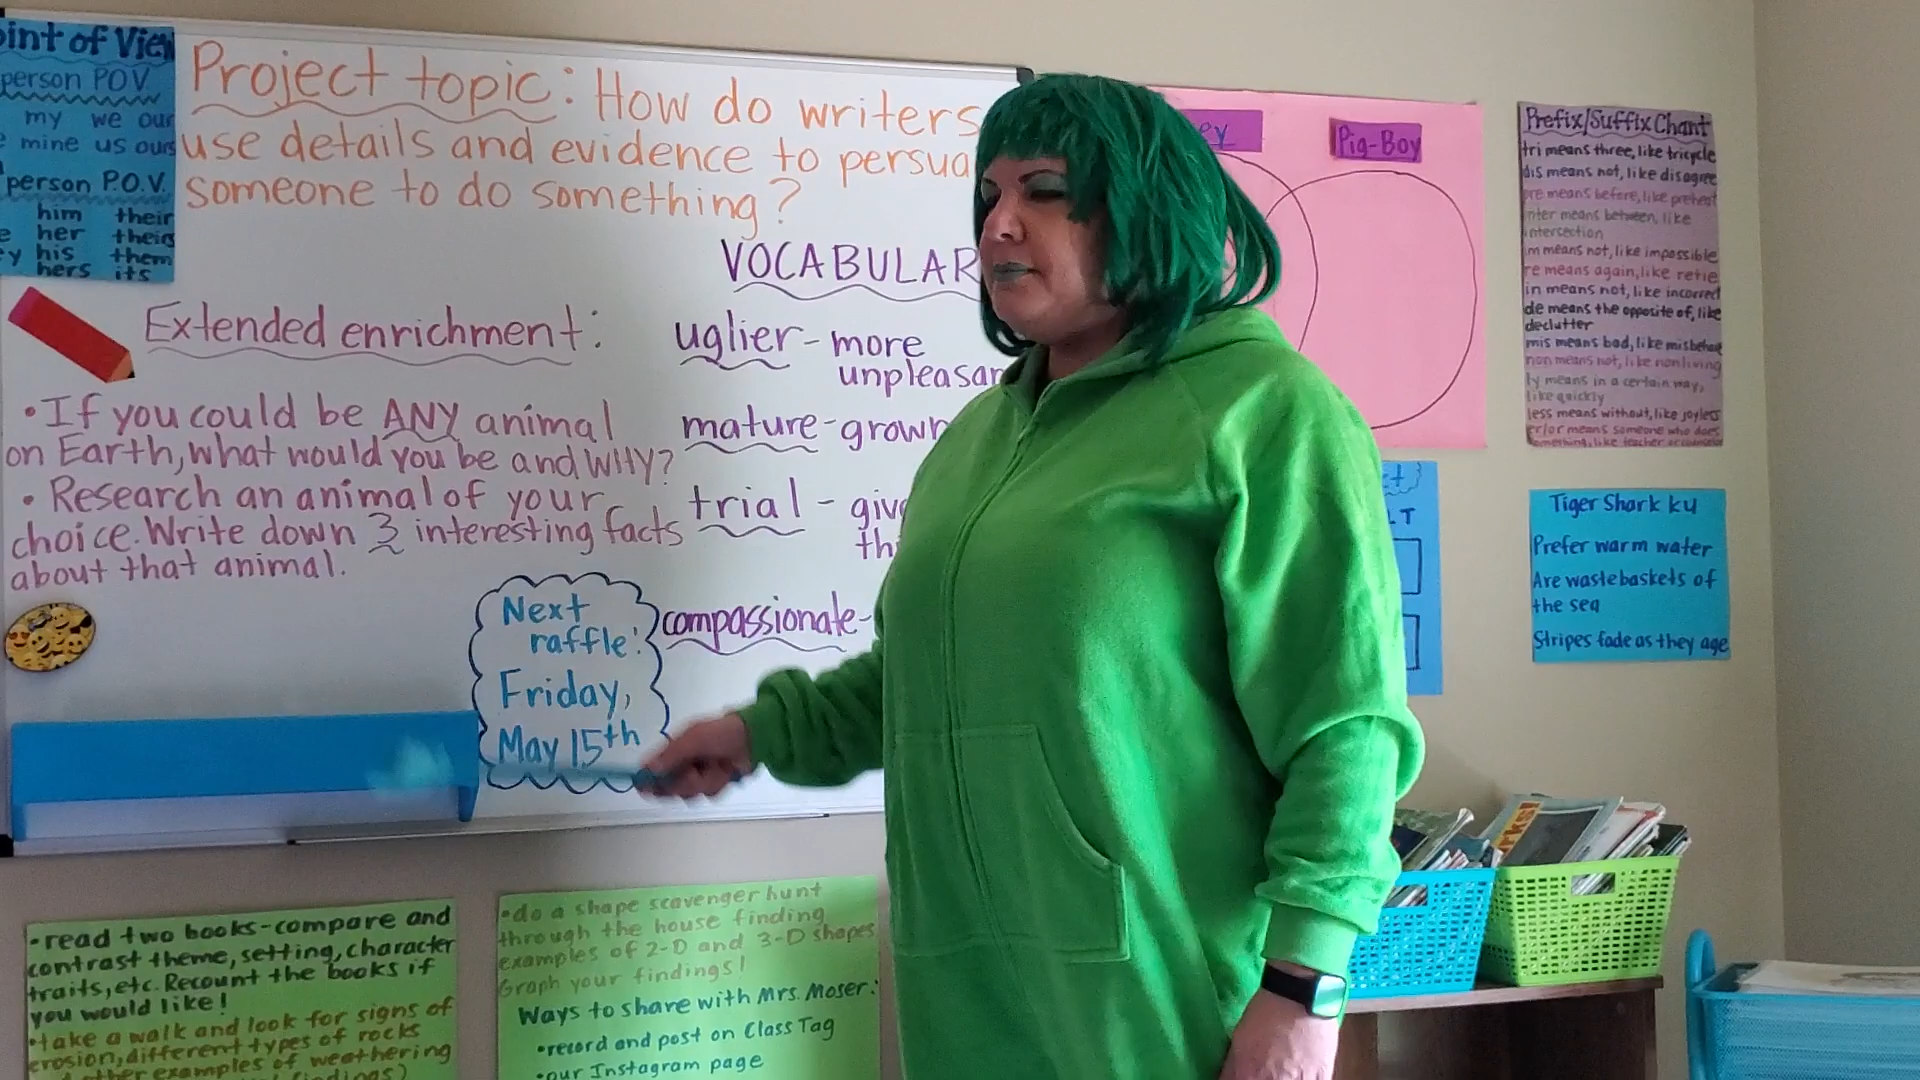 Point of View
person POV
my we our
mine us ours
person P.O.V.
him their
her theirs
his them
hers its
Project topic: How do writers
use details and evidence to persua
someone to do something?
Extended enrichment:
• If you could be ANY animal
on Earth, what would you be and WHY?
• Research an animal of your
choice. Write down 3 interesting facts
about that animal.
VOCABULAR
uglier - more
unpleasan
mature - grown
trial - giv
th
compassionate-
Next
raffle:
Friday,
May 15th
Pig-Boy
Prefix/Suffix Chant
tri means three, like tricycle
dis means not, like disagree
pre means before, like preheat
inter means between, like
intersection
im means not, like impossible
re means again, like retie
in means not, like incorrect
de means the opposite of, like
declutter
mis means bad, like misbehave
non means not, like nonliving
ly means in a certain way,
like quickly
less means without, like joyless
er/or means someone who does
something, like teacher or counselor
LT
Tiger Shark ku
Prefer warm water
Are wastebaskets of
the sea
Stripes fade as they age
• read two books - compare and
contrast theme, setting, character
traits, etc. Recount the books if
you would like!
• take a walk and look for signs of
erosion, different types of rocks
other examples of weathering
• do a shape scavenger hunt
through the house finding
examples of 2-D and 3-D shapes
Graph your findings!
Ways to share with Mrs. Moser:
• record and post on Class Tag
• our Instagram page